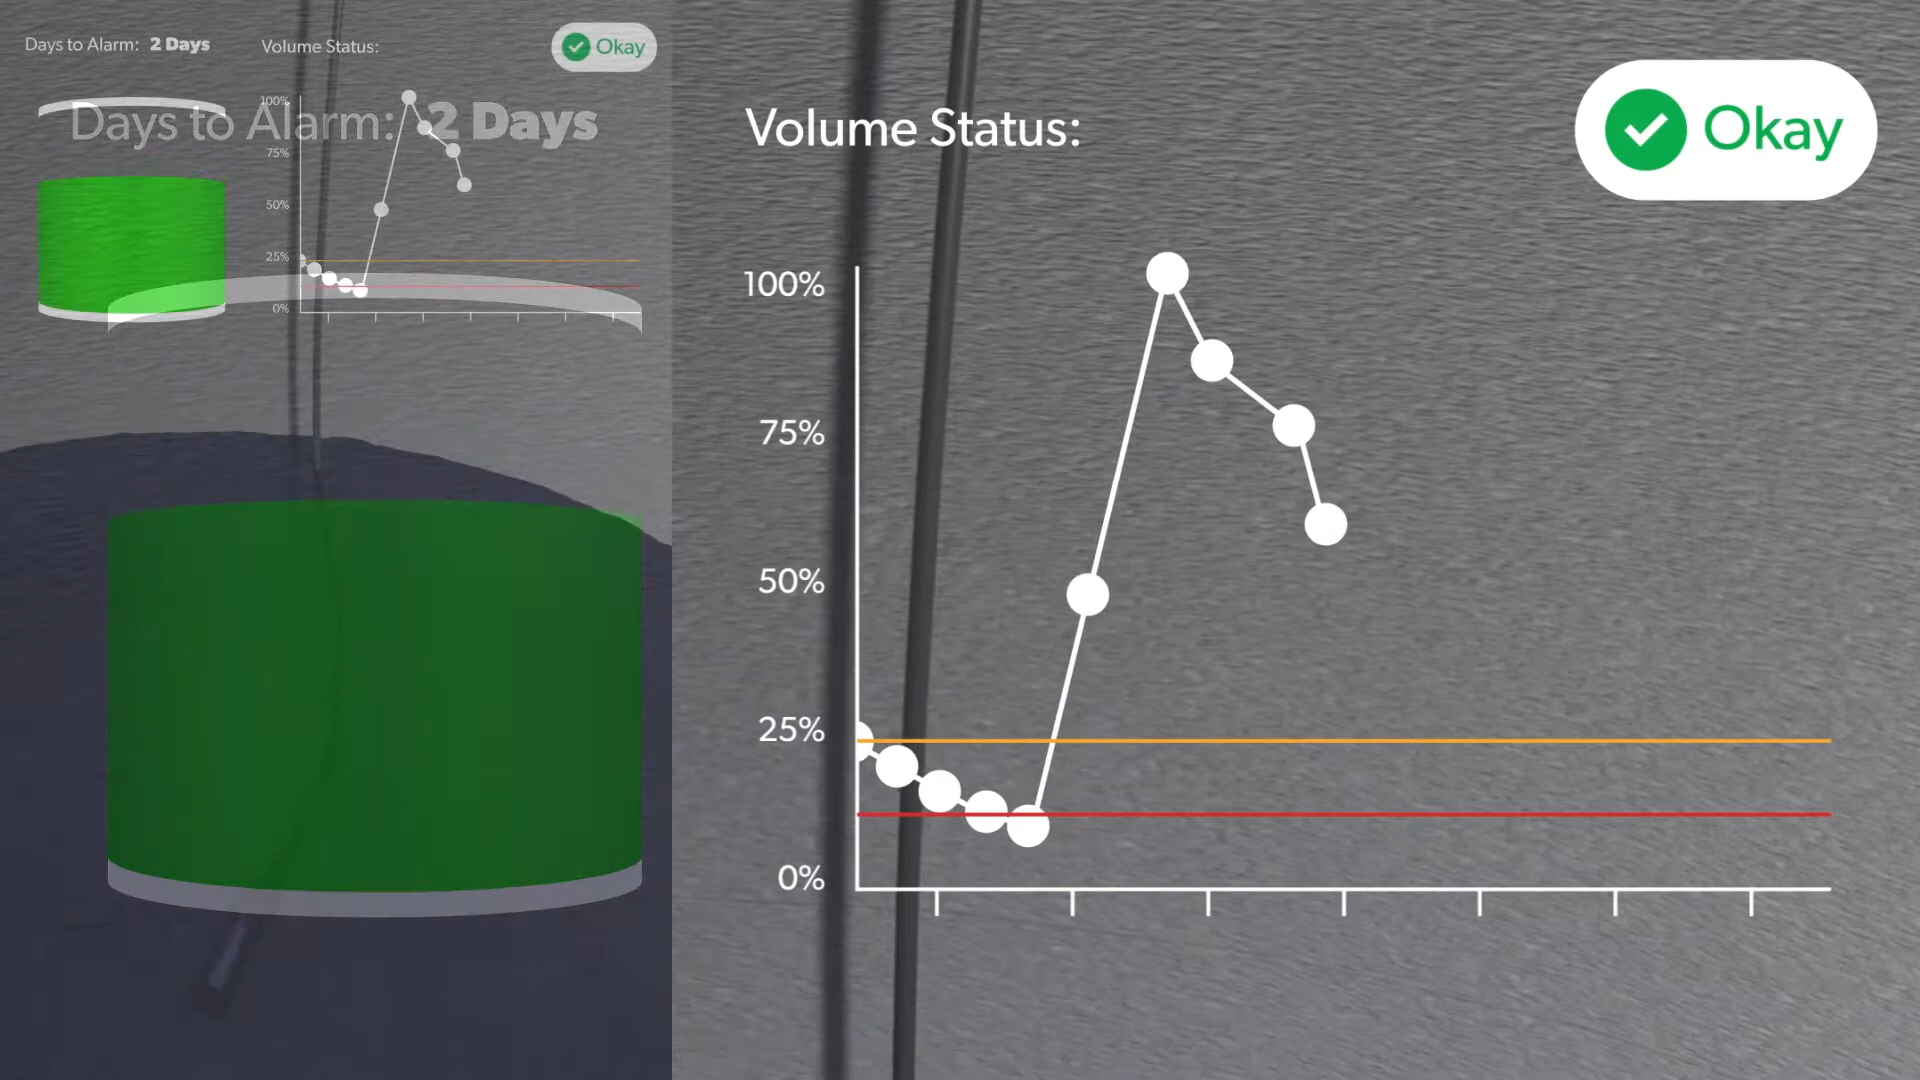 Days to Alarm: 2 Days
Volume Status:
Okay
100%
75%
50%
25%
0%
Days to Alarm: 2 Days
Volume Status:
Okay
100%
75%
50%
25%
0%